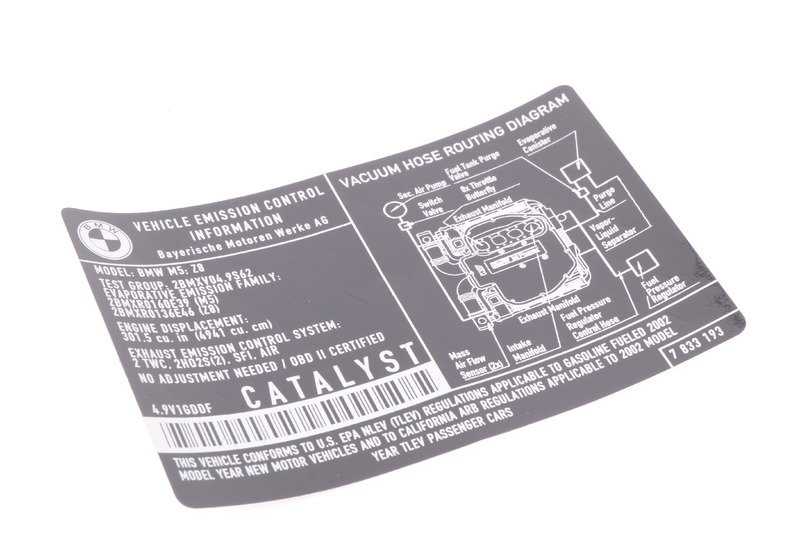 BMW
VEHICLE EMISSION CONTROL
INFORMATION
Bayerische Motoren Werke AG
MODEL: BMW M5; Z8
TEST GROUP: 2BMXV04.9S62
EVAPORATIVE EMISSION FAMILY:
2BMXR0160E39 (M5)
2BMXR0136E46 (Z8)
ENGINE DISPLACEMENT:
301.5 cu. in (4941 cu. cm)
EXHAUST EMISSION CONTROL SYSTEM:
2 TWC, 2HO2S(2), SFI, AIR
NO ADJUSTMENT NEEDED / OBD II CERTIFIED
CATALYST
4.9Y1GDDF
VACUUM HOSE ROUTING DIAGRAM
Evaporative
Canister
Fuel Tank Purge
Valve
Sec. Air Pump
8x Throttle
Butterfly
Switch
Valve
Exhaust Manifold
Purge
Line
Vapor-
Liquid
Separator
Fuel
Pressure
Regulator
Exhaust Manifold
Fuel Pressure
Regulator
Control Hose
Intake
Manifold
Mass
Air Flow
Sensor (2x)
7 833 193
THIS VEHICLE CONFORMS TO U.S. EPA NLEV (TLEV) REGULATIONS APPLICABLE TO GASOLINE FUELED 2002
MODEL YEAR NEW MOTOR VEHICLES AND TO CALIFORNIA ARB REGULATIONS APPLICABLE TO 2002 MODEL
YEAR TLEV PASSENGER CARS